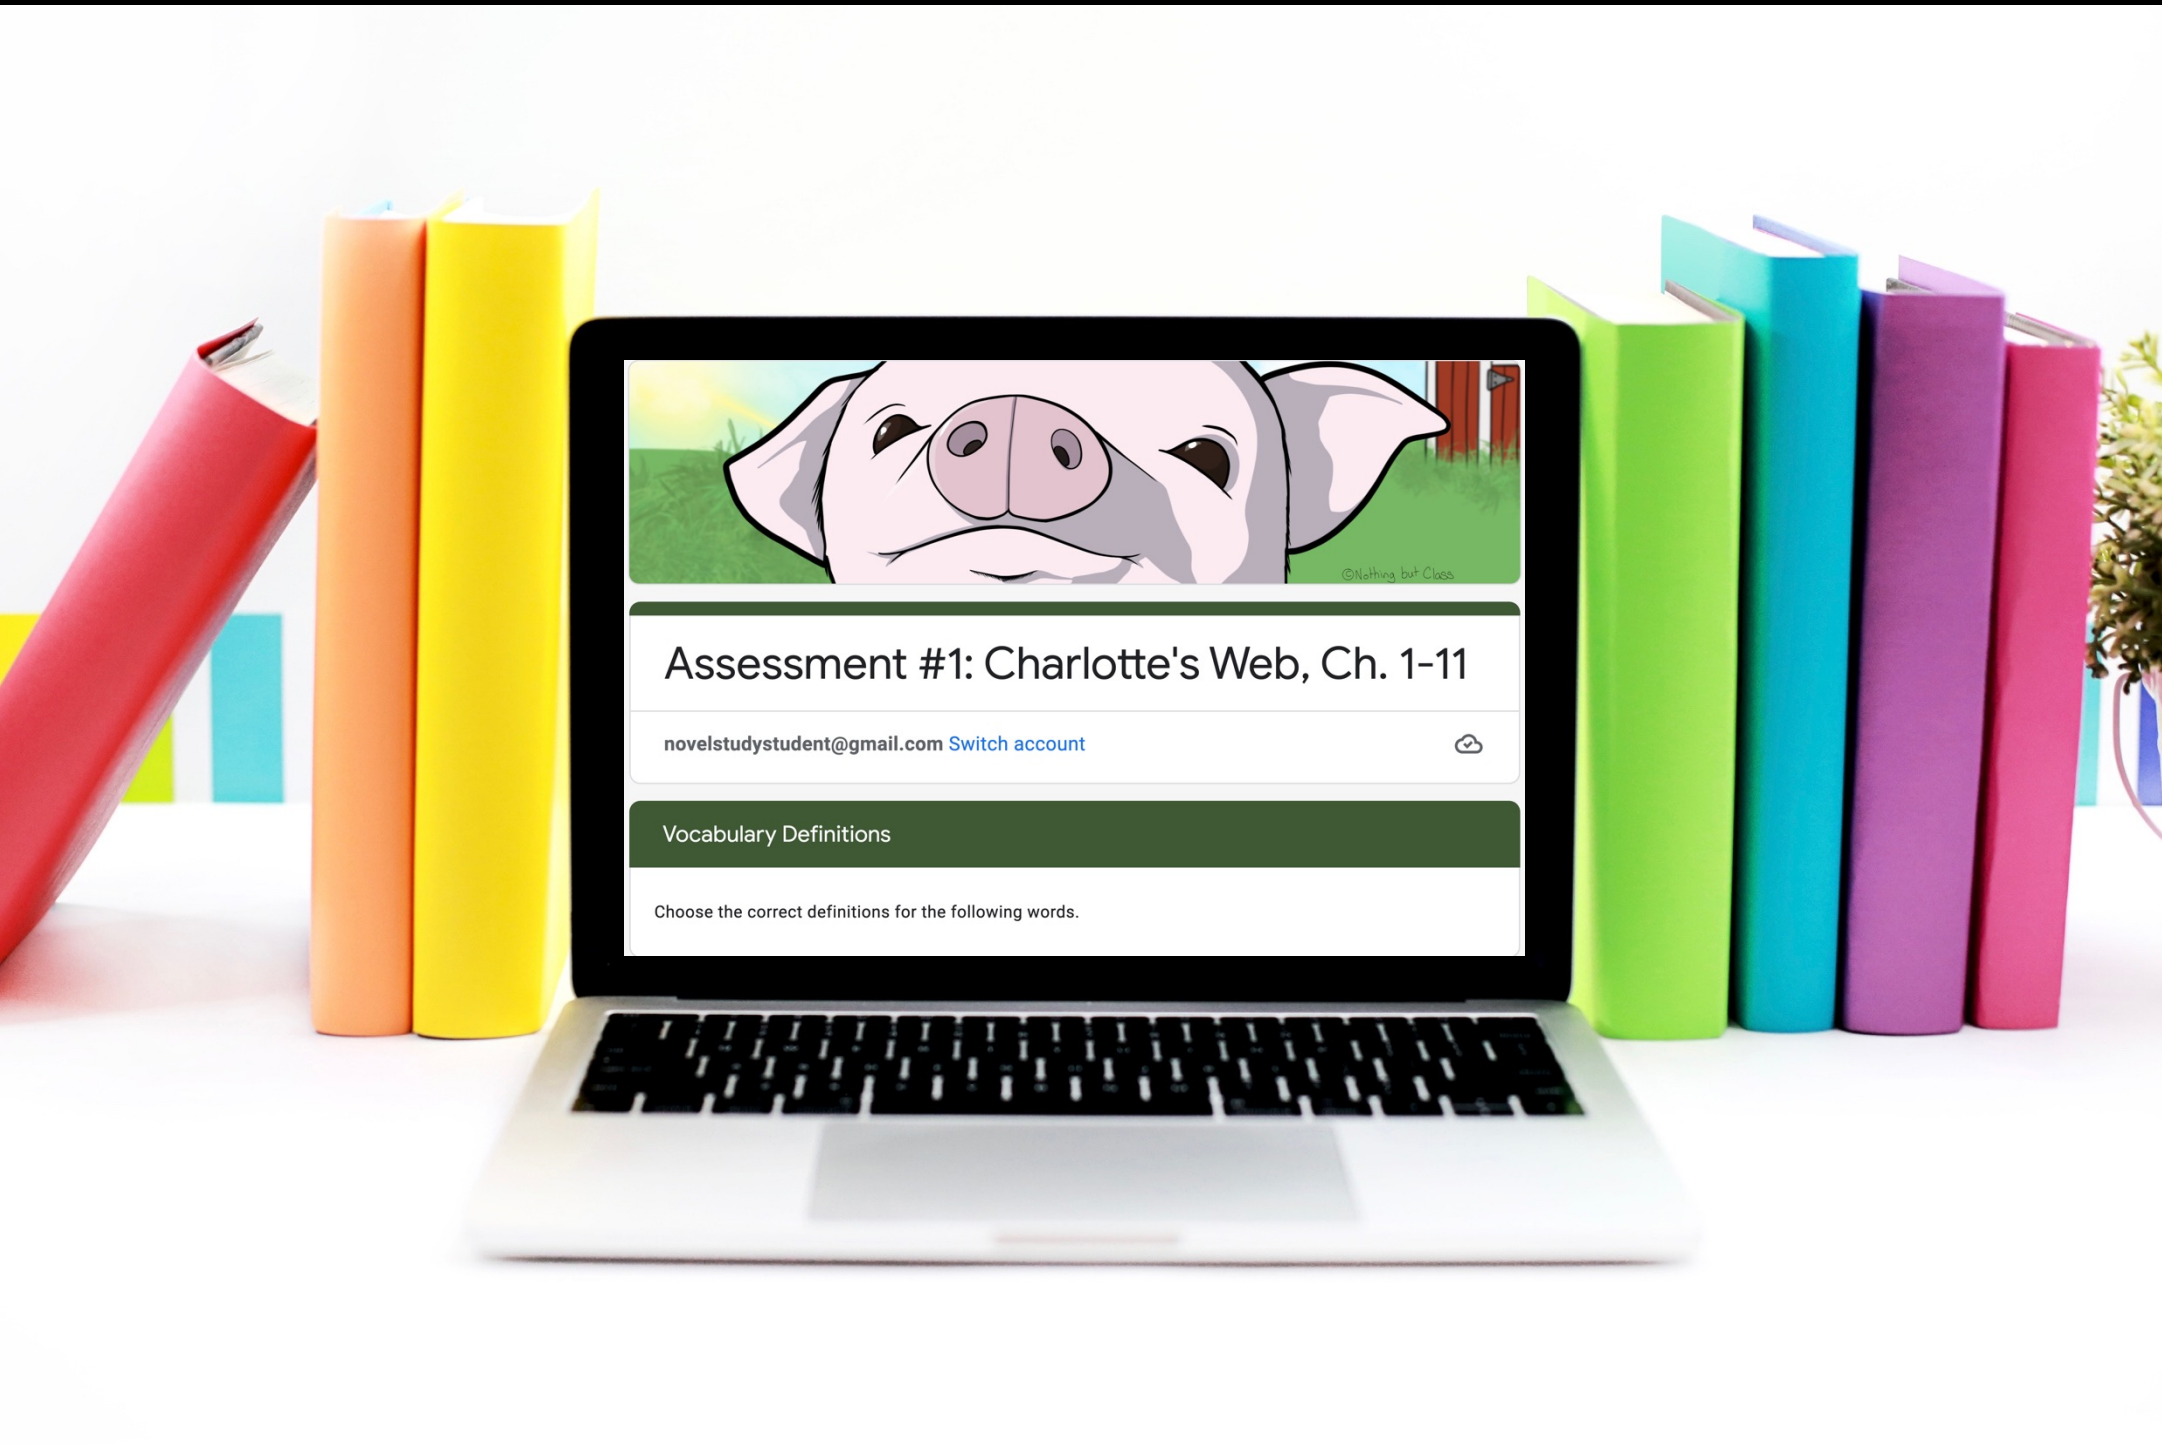 ©Nothing but Class
Assessment #1: Charlotte's Web, Ch. 1-11
novelstudystudent@gmail.com Switch account
Vocabulary Definitions
Choose the correct definitions for the following words.